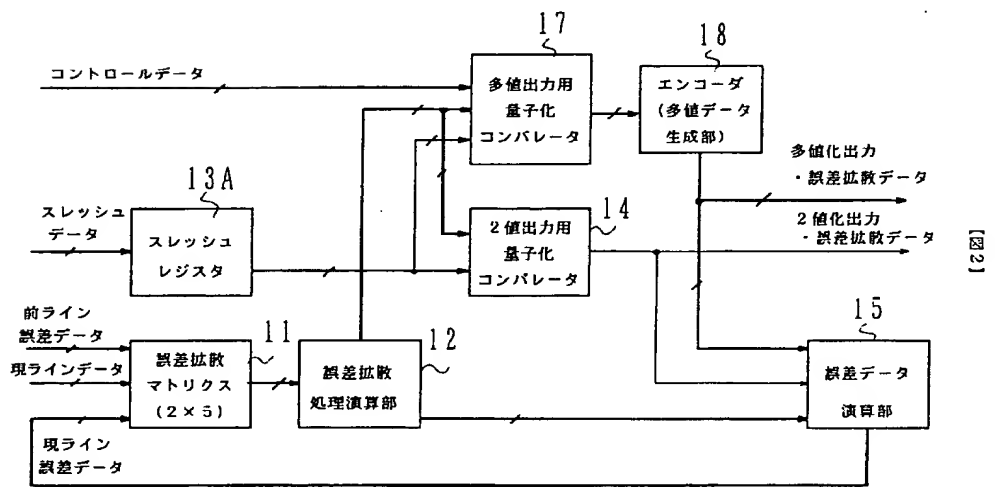 17
コントロールデータ
多値出力用
量子化
コンパレータ
18
エンコーダ
(多値データ
生成部)
多値化出力
・誤差拡散データ
2値化出力
・誤差拡散データ
13A
スレッシュ
データ
スレッシュ
レジスタ
14
2値出力用
量子化
コンパレータ
【図2】
前ライン
誤差データ
現ラインデータ
11
誤差拡散
マトリクス
(2×5)
12
誤差拡散
処理演算部
15
誤差データ
演算部
現ライン
誤差データ